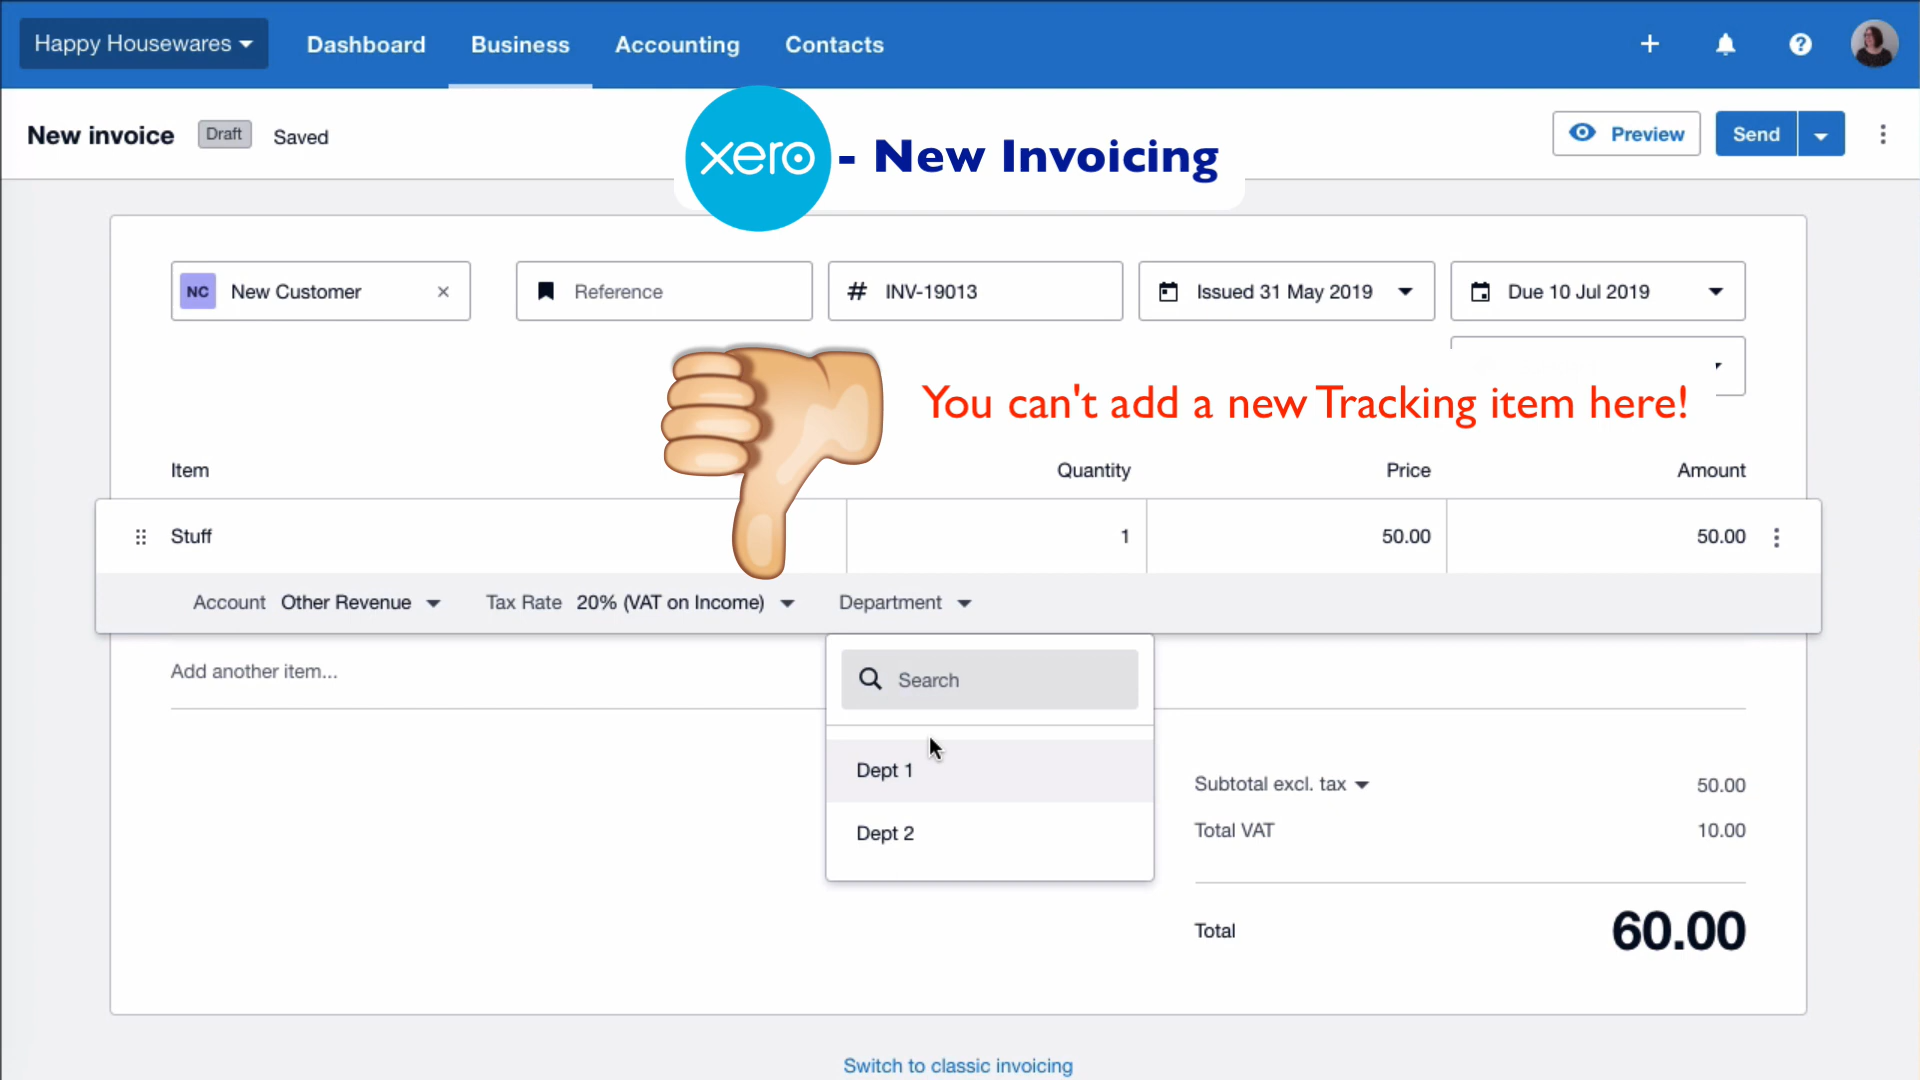 Happy Housewares
Dashboard
Business
Accounting
Contacts
New invoice
Draft
Saved
xero - New Invoicing
Preview
Send
NC New Customer
Reference
# INV-19013
Issued 31 May 2019
Due 10 Jul 2019
You can't add a new Tracking item here!
Item
Quantity
Price
Amount
Stuff
1
50.00
50.00
Account Other Revenue
Tax Rate 20% (VAT on Income)
Department
Add another item...
Search
Dept 1
Dept 2
Subtotal excl. tax
50.00
Total VAT
10.00
Total
60.00
Switch to classic invoicing